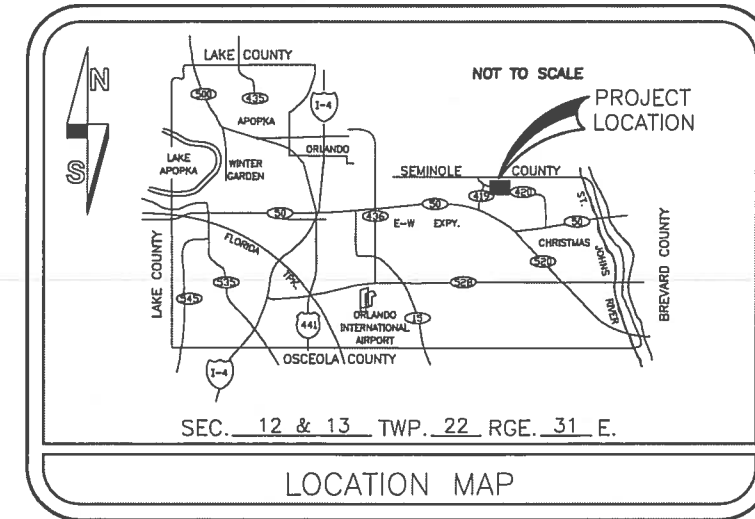 LAKE COUNTY
N
S
NOT TO SCALE
PROJECT
LOCATION
500
435
I-4
APOPKA
ORLANDO
LAKE
APOPKA
WINTER
GARDEN
SEMINOLE COUNTY
419
420
50
436
50
50
E-W EXPY.
FLORIDA
TPK.
CHRISTMAS
ST. JOHNS RIVER
BREVARD COUNTY
LAKE COUNTY
535
545
528
520
441
ORLANDO
INTERNATIONAL
AIRPORT
15
OSCEOLA COUNTY
I-4
SEC. 12 & 13 TWP. 22 RGE. 31 E.
LOCATION MAP